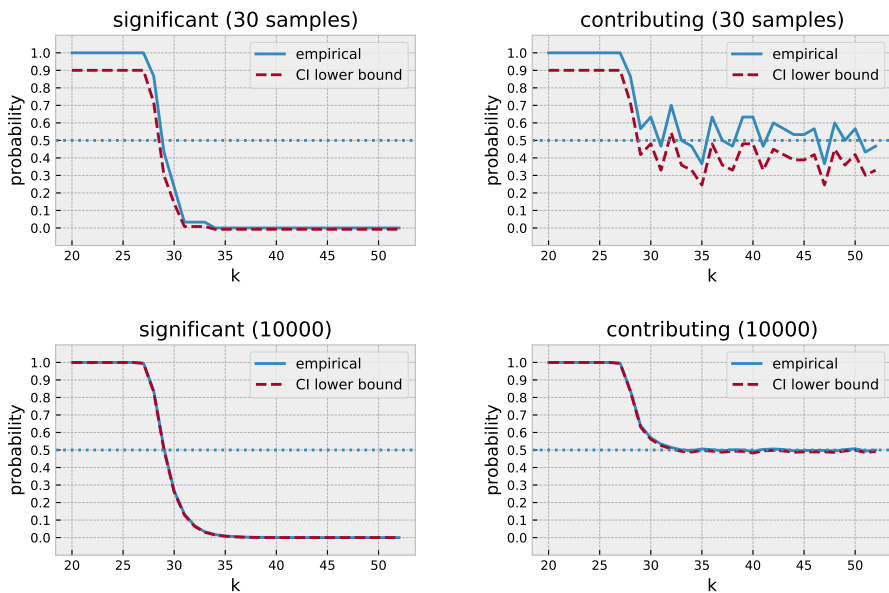 significant (30 samples)
probability
1.0
0.9
0.8
0.7
0.6
0.5
0.4
0.3
0.2
0.1
0.0
empirical
CI lower bound
20 25 30 35 40 45 50
k
contributing (30 samples)
probability
1.0
0.9
0.8
0.7
0.6
0.5
0.4
0.3
0.2
0.1
0.0
empirical
CI lower bound
20 25 30 35 40 45 50
k
significant (10000)
probability
1.0
0.9
0.8
0.7
0.6
0.5
0.4
0.3
0.2
0.1
0.0
empirical
CI lower bound
20 25 30 35 40 45 50
k
contributing (10000)
probability
1.0
0.9
0.8
0.7
0.6
0.5
0.4
0.3
0.2
0.1
0.0
empirical
CI lower bound
20 25 30 35 40 45 50
k